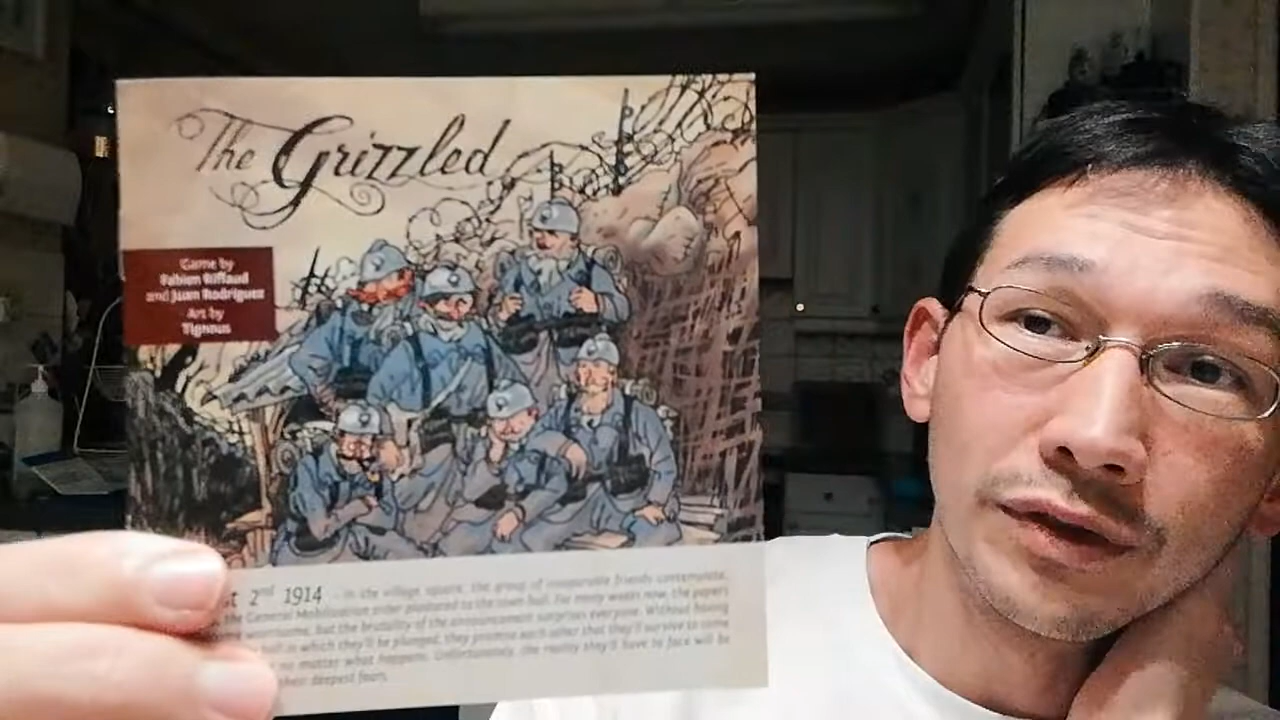 The Grizzled
Game by
Fabien Riffaud
and Juan Rodriguez
Art by
Tignous
st 2nd 1914 - in the village square, the group of inseparable friends contemplate,
the General Mobilization order plastered to the town hall. For many weeks now, the papers
but the brutality of the announcement surprises everyone. Without having
hell in which they'll be plunged, they promise each other that they'll survive to come
no matter what happens. Unfortunately, the reality they'll have to face will be
their deepest fears.